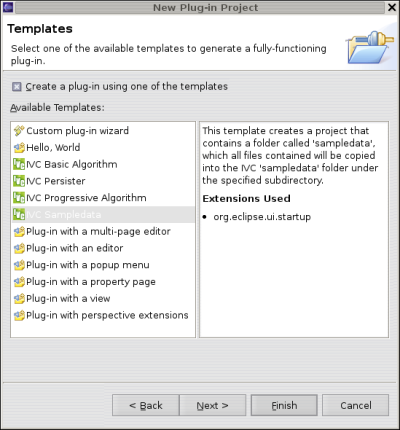 New Plug-in Project
Templates
Select one of the available templates to generate a fully-functioning
plug-in.
Create a plug-in using one of the templates
Available Templates:
Custom plug-in wizard
Hello, World
IVC Basic Algorithm
IVC Persister
IVC Progressive Algorithm
IVC Sampledata
Plug-in with a multi-page editor
Plug-in with an editor
Plug-in with a popup menu
Plug-in with a property page
Plug-in with a view
Plug-in with perspective extensions
This template creates a project that
contains a folder called 'sampledata',
which all files contained will be copied
into the IVC 'sampledata' folder under
the specified subdirectory.
Extensions Used
• org.eclipse.ui.startup
< Back
Next >
Finish
Cancel